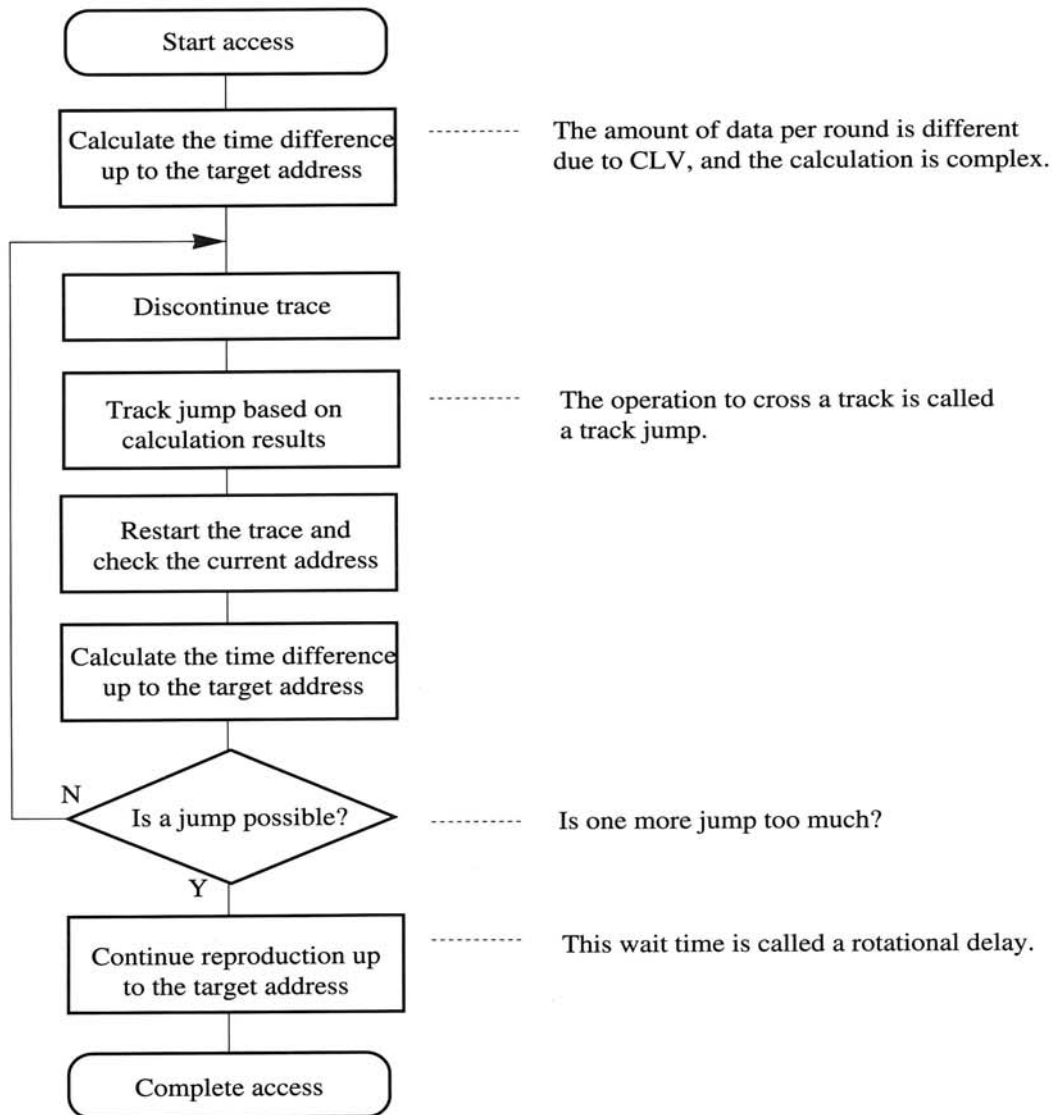 Start access
Calculate the time difference
up to the target address
The amount of data per round is different
due to CLV, and the calculation is complex.
Discontinue trace
Track jump based on
calculation results
The operation to cross a track is called
a track jump.
Restart the trace and
check the current address
Calculate the time difference
up to the target address
N
Is a jump possible?
Is one more jump too much?
Y
Continue reproduction up
to the target address
This wait time is called a rotational delay.
Complete access